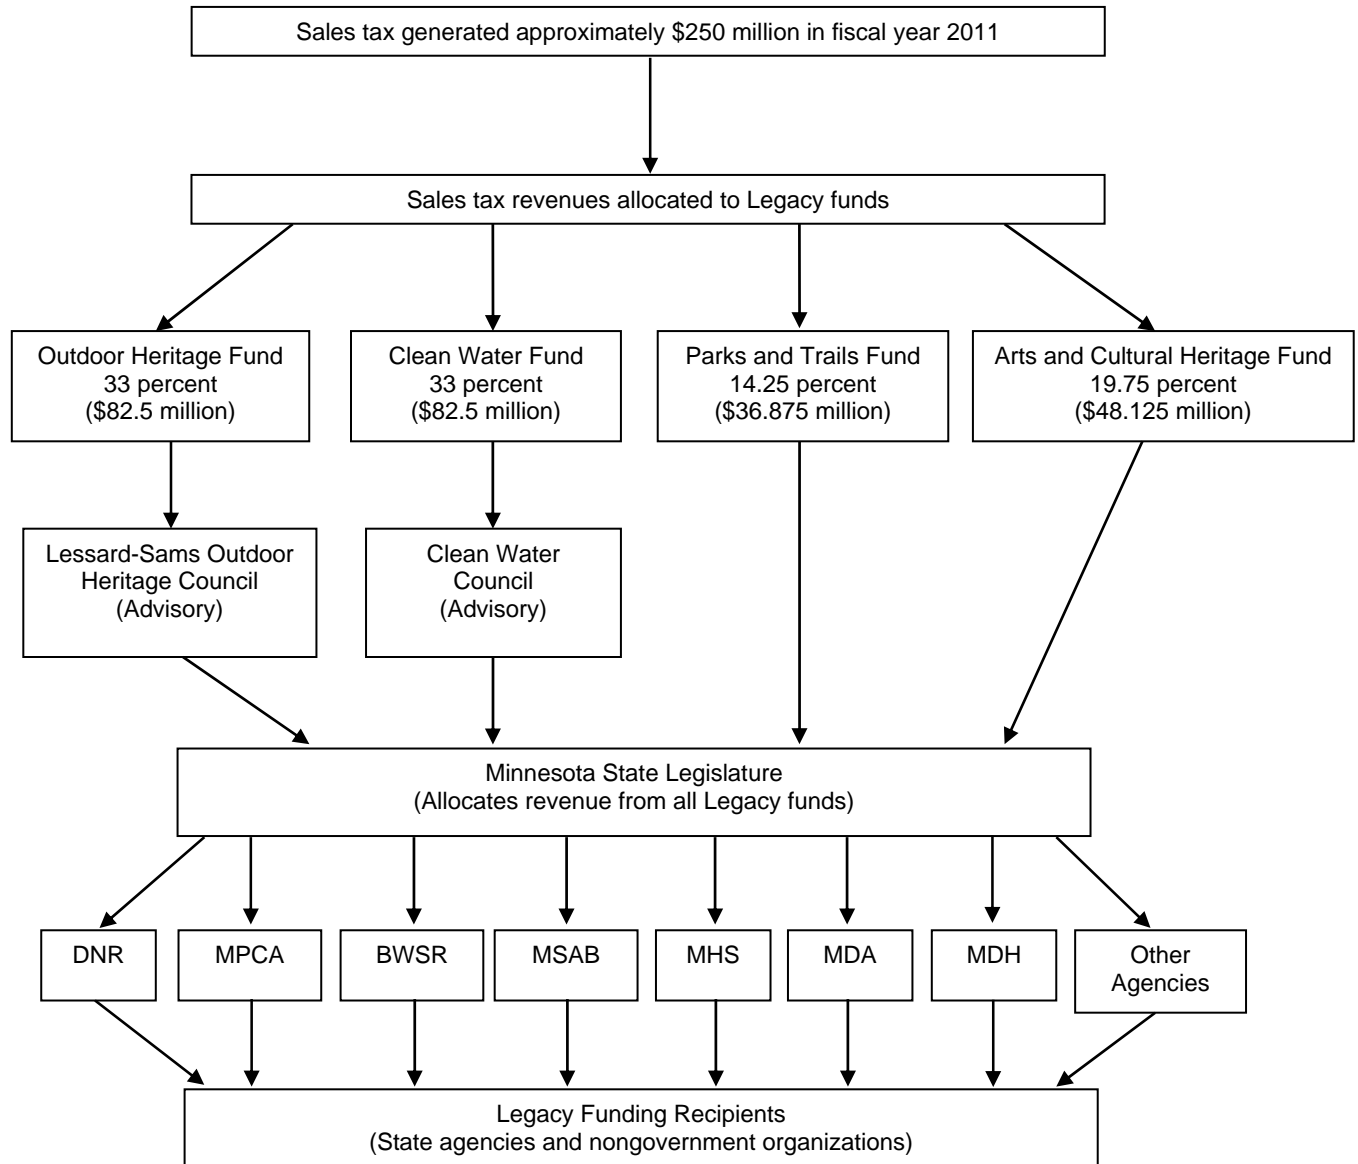 Sales tax generated approximately $250 million in fiscal year 2011
Sales tax revenues allocated to Legacy funds
Outdoor Heritage Fund
33 percent
($82.5 million)
Clean Water Fund
33 percent
($82.5 million)
Parks and Trails Fund
14.25 percent
($36.875 million)
Arts and Cultural Heritage Fund
19.75 percent
($48.125 million)
Lessard-Sams Outdoor
Heritage Council
(Advisory)
Clean Water
Council
(Advisory)
Minnesota State Legislature
(Allocates revenue from all Legacy funds)
DNR
MPCA
BWSR
MSAB
MHS
MDA
MDH
Other
Agencies
Legacy Funding Recipients
(State agencies and nongovernment organizations)